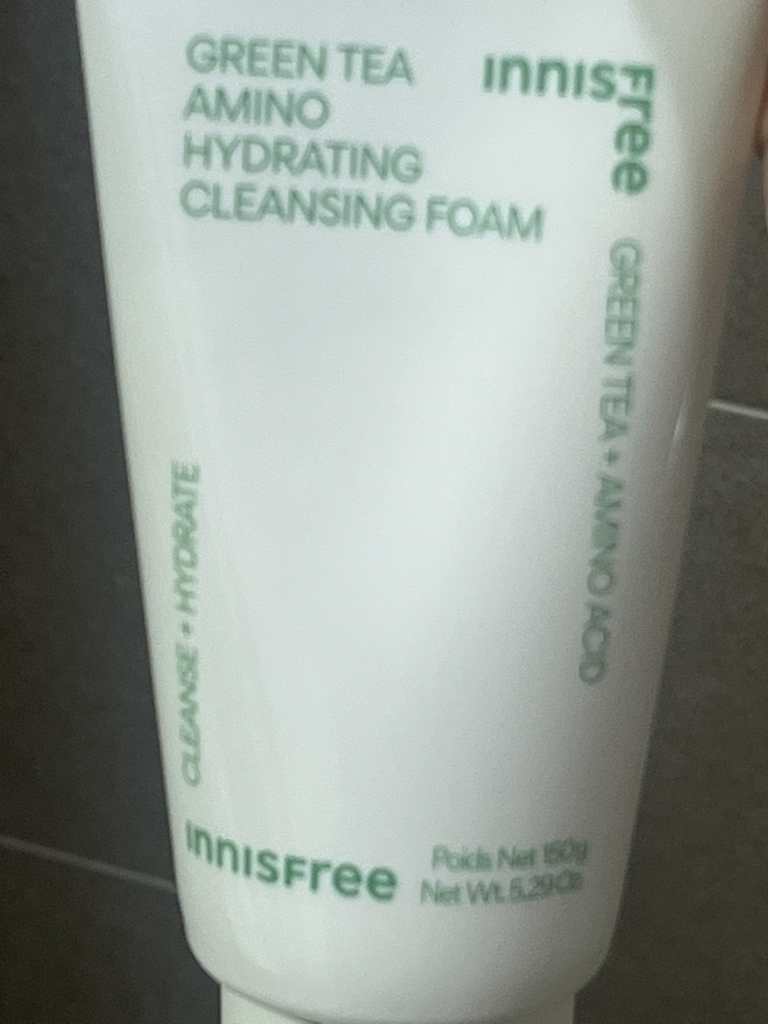 GREEN TEA
AMINO
HYDRATING
CLEANSING FOAM
innisFree
GREEN TEA + AMINO ACID
CLEANSE + HYDRATE
innisFree
Poids Net 150g
Net Wt. 5.29 Oz